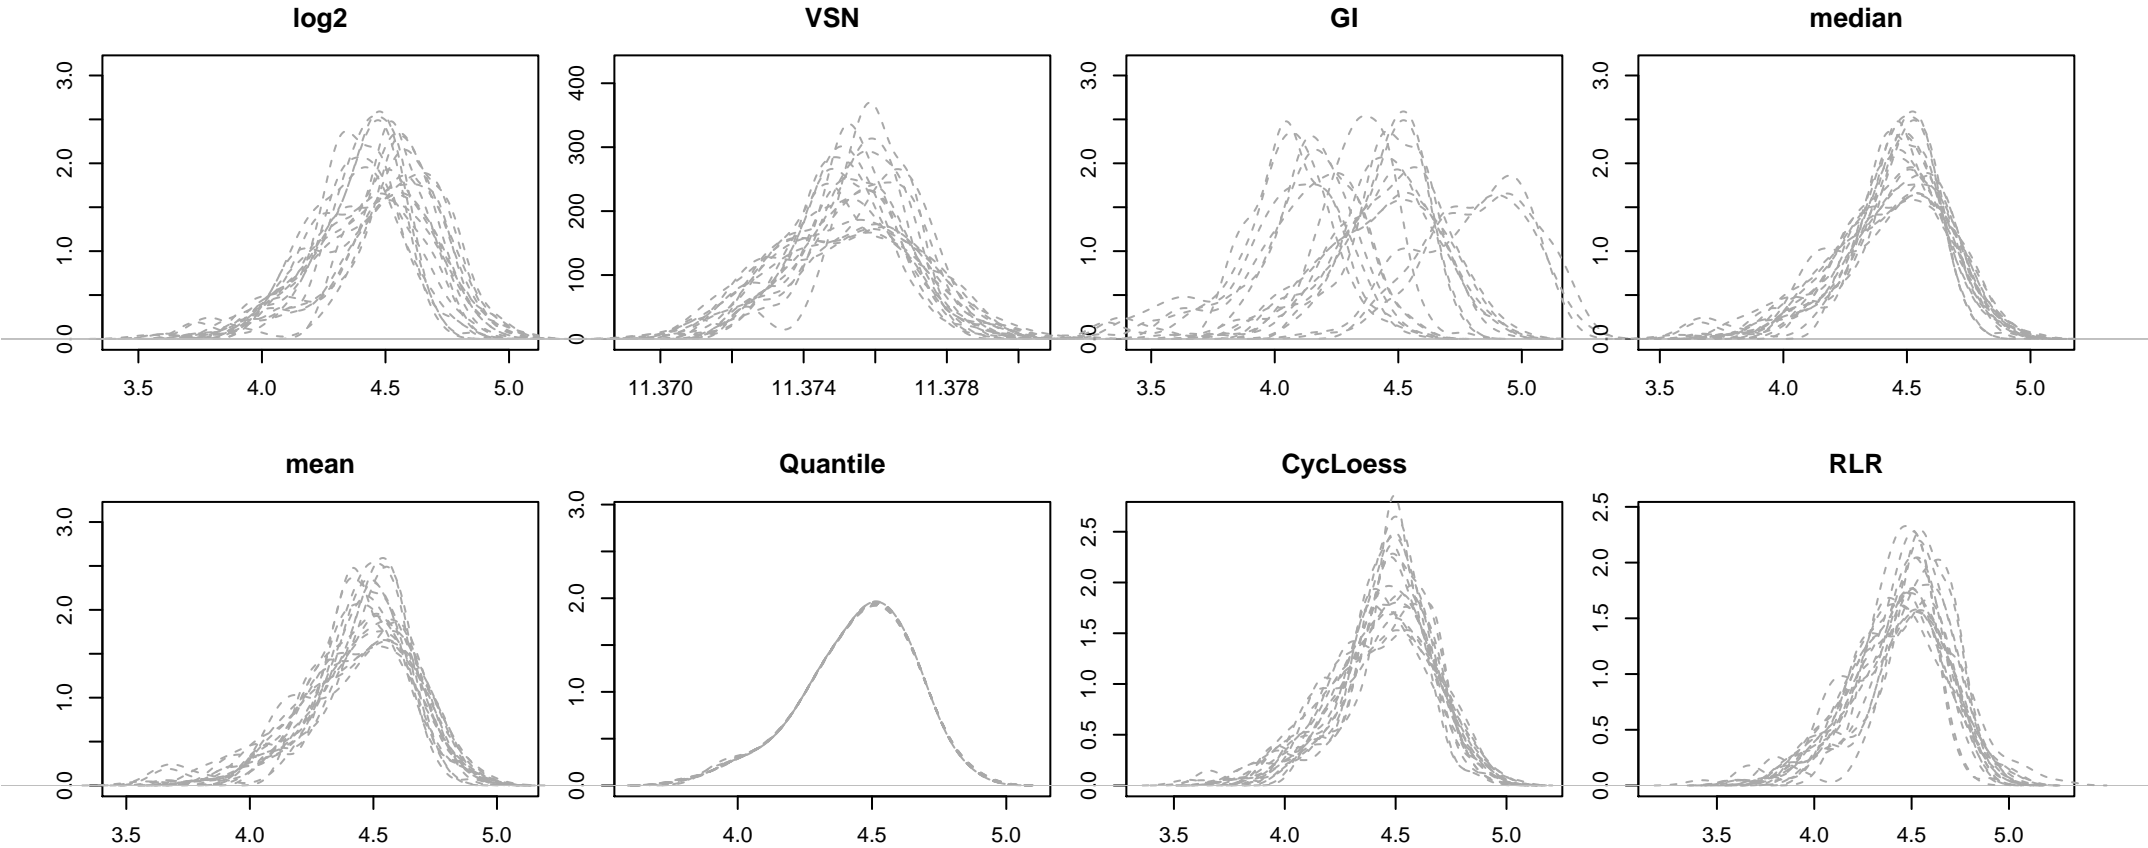 log2 VSN GI median
3.0 400 3.0 3.0
2.0 300 2.0 2.0
200
1.0 100 1.0 1.0
0.0 0 0.0 0.0
3.5 4.0 4.5 5.0 11.370 11.374 11.378 3.5 4.0 4.5 5.0 3.5 4.0 4.5 5.0
mean Quantile CycLoess RLR
3.0 3.0 2.5 2.5
2.0 2.0 2.0 2.0
1.5 1.5
1.0 1.0 1.0 1.0
0.5 0.5
0.0 0.0 0.0 0.0
3.5 4.0 4.5 5.0 4.0 4.5 5.0 3.5 4.0 4.5 5.0 3.5 4.0 4.5 5.0